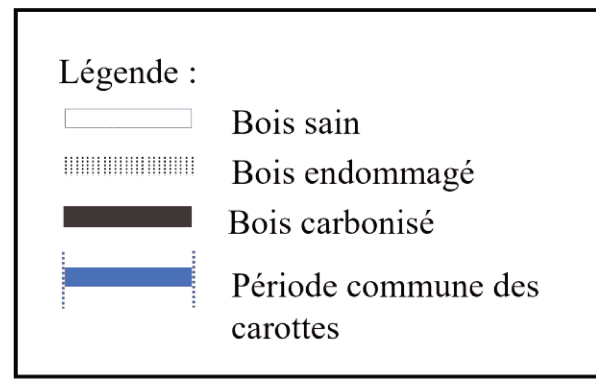 Légende :
Bois sain
Bois endommagé
Bois carbonisé
Période commune des
carottes